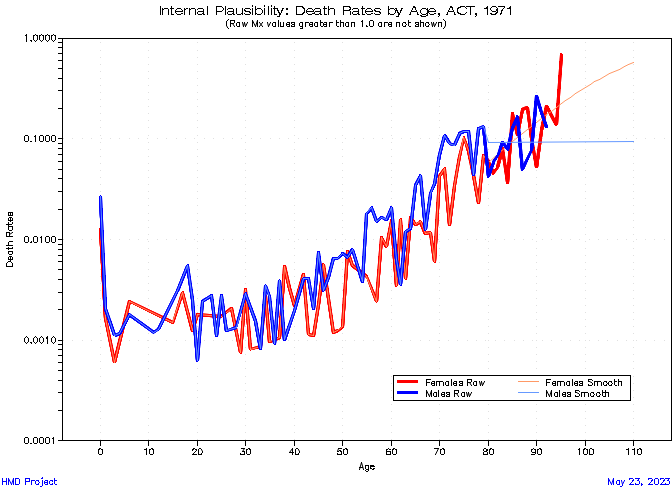 Internal Plausibility: Death Rates by Age, ACT, 1971
(Raw Mx values greater than 1.0 are not shown)
1.0000
0.1000
0.0100
0.0010
0.0001
Death Rates
0 10 20 30 40 50 60 70 80 90 100 110
Age
Females Raw Females Smooth
Males Raw Males Smooth
HMD Project May 23, 2023